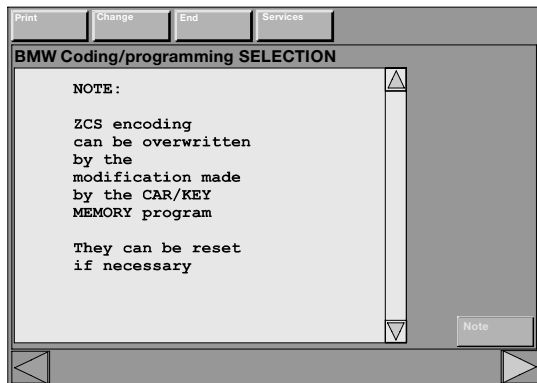 Print Change End Services
BMW Coding/programming SELECTION
NOTE:
ZCS encoding
can be overwritten
by the
modification made
by the CAR/KEY
MEMORY program
They can be reset
if necessary
Note